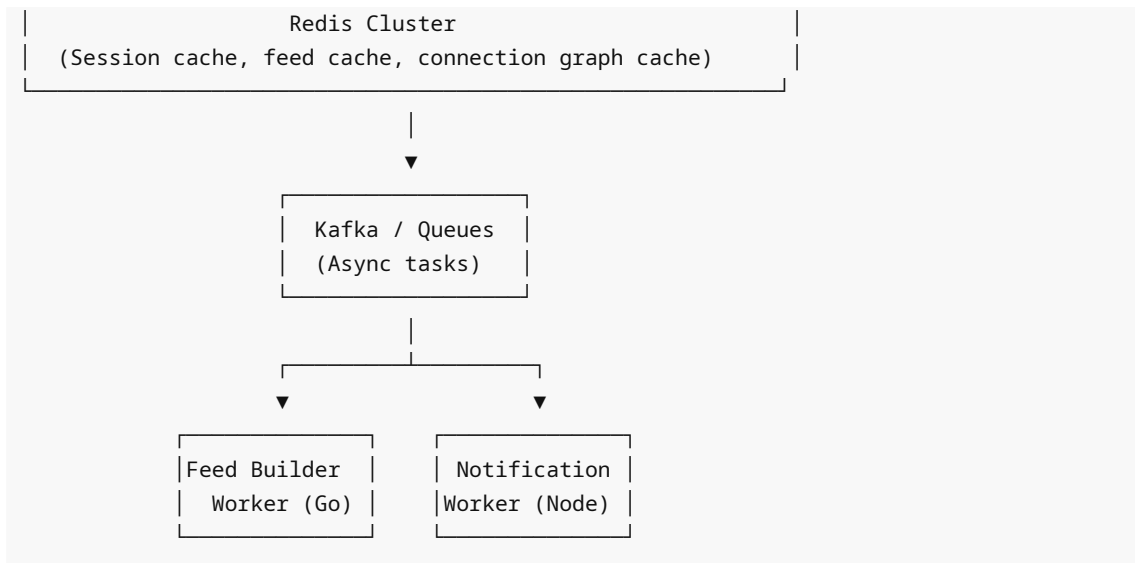 Redis Cluster
(Session cache, feed cache, connection graph cache)
Kafka / Queues
(Async tasks)
Feed Builder
Worker (Go)
Notification
Worker (Node)